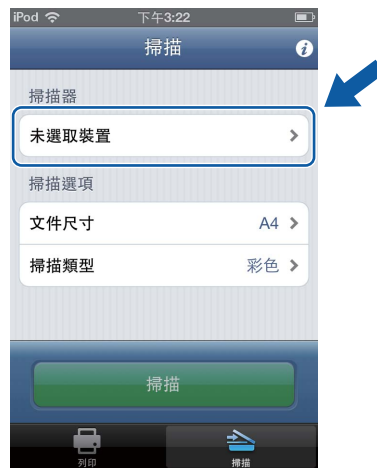 iPod 下午3:22
掃描
掃描器
未選取裝置
掃描選項
文件尺寸 A4
掃描類型 彩色
掃描
列印 掃描